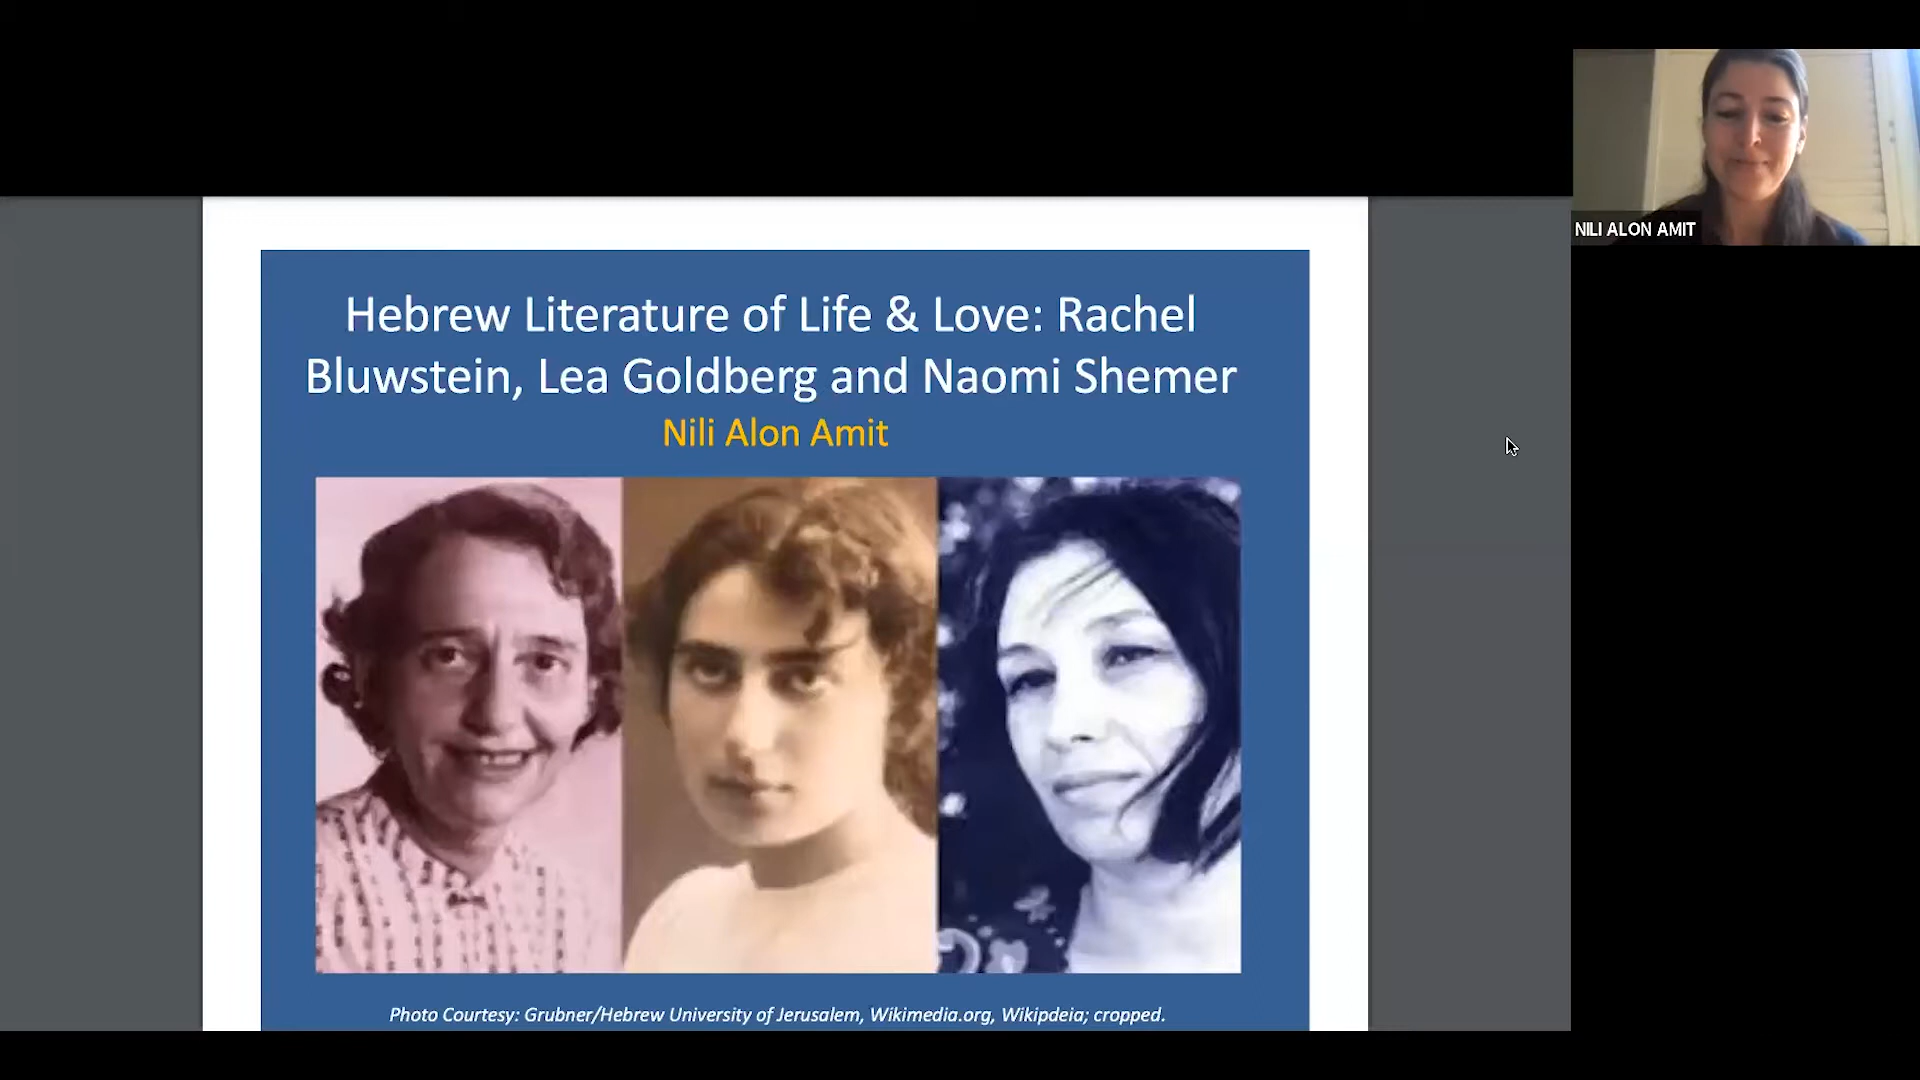 Hebrew Literature of Life & Love: Rachel
Bluwstein, Lea Goldberg and Naomi Shemer
Nili Alon Amit
Photo Courtesy: Grubner/Hebrew University of Jerusalem, Wikimedia.org, Wikipdeia; cropped.
NILI ALON AMIT